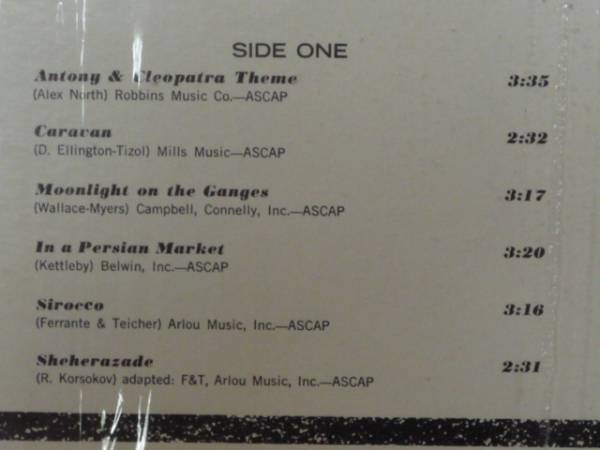 SIDE ONE
Antony & Cleopatra Theme 3:35
(Alex North) Robbins Music Co.—ASCAP
Caravan 2:32
(D. Ellington-Tizol) Mills Music—ASCAP
Moonlight on the Ganges 3:17
(Wallace-Myers) Campbell, Connelly, Inc.—ASCAP
In a Persian Market 3:20
(Kettleby) Belwin, Inc.—ASCAP
Sirocco 3:16
(Ferrante & Teicher) Arlou Music, Inc.—ASCAP
Sheherazade 2:31
(R. Korsokov) adapted: F&T, Arlou Music, Inc.—ASCAP